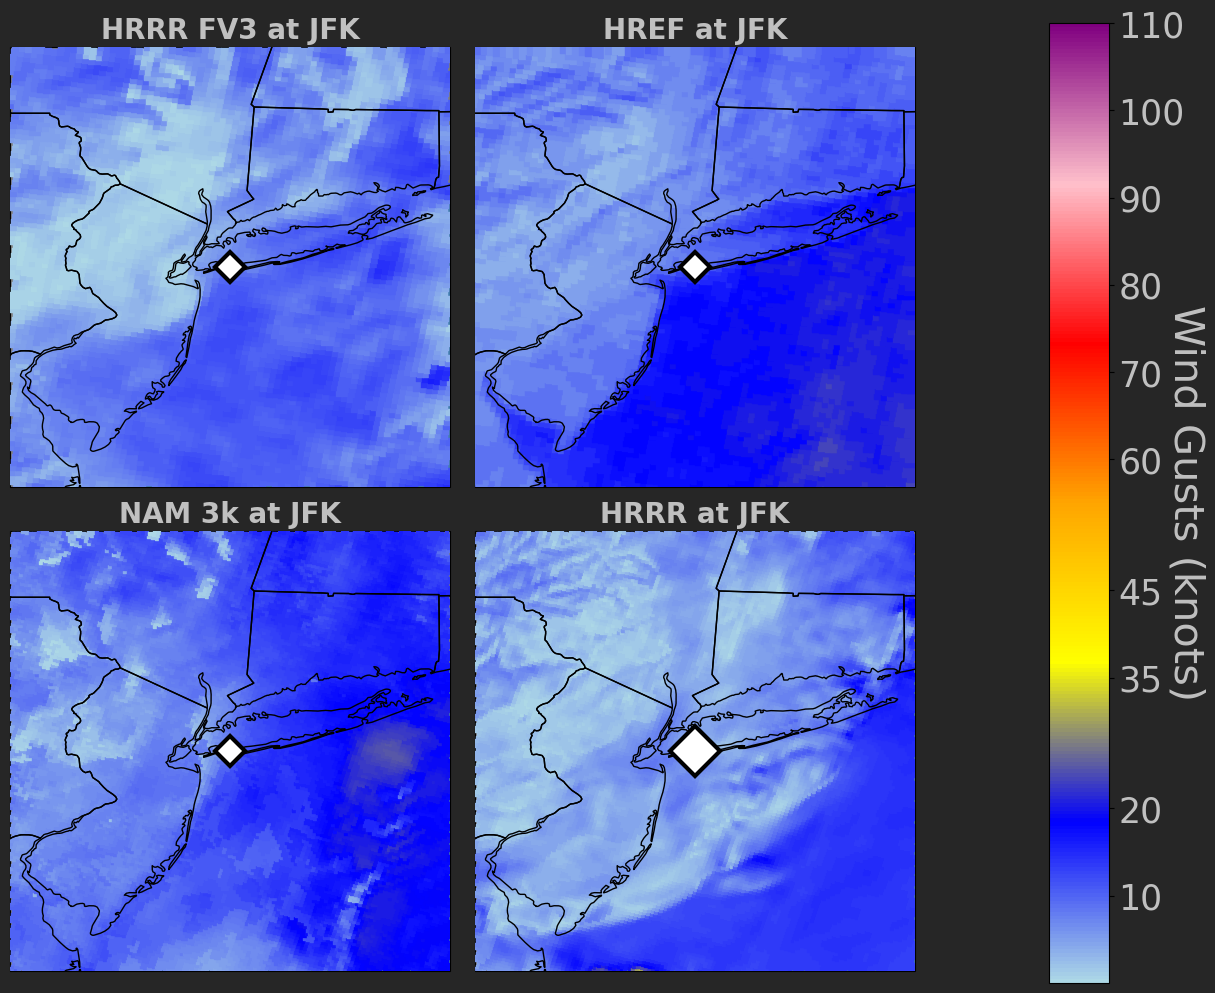 HRRR FV3 at JFK
HREF at JFK
NAM 3k at JFK
HRRR at JFK
110
100
90
80
70
60
45
35
20
10
Wind Gusts (knots)